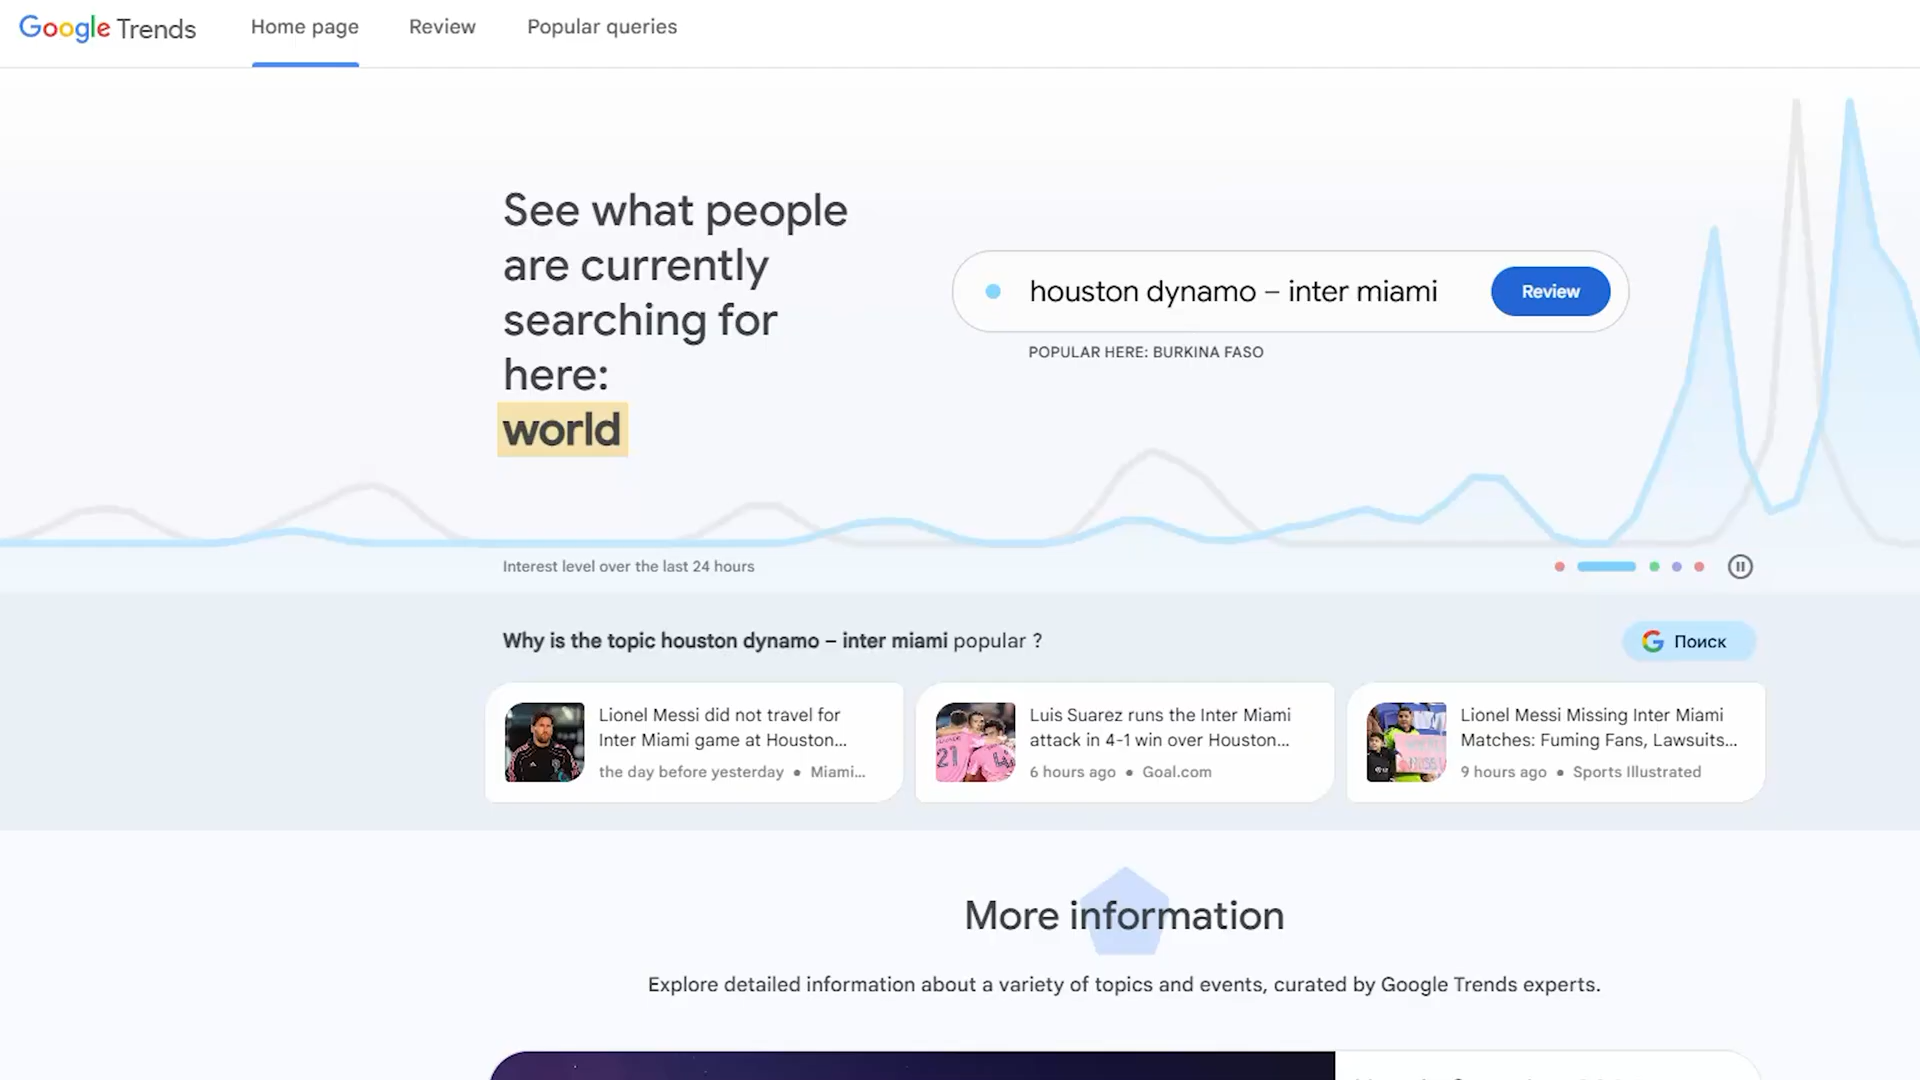 Google Trends
Home page
Review
Popular queries
See what people
are currently
searching for
here:
world
houston dynamo – inter miami
Review
POPULAR HERE: BURKINA FASO
Interest level over the last 24 hours
Why is the topic houston dynamo – inter miami popular ?
Поиск
Lionel Messi did not travel for
Inter Miami game at Houston...
the day before yesterday • Miami...
Luis Suarez runs the Inter Miami
attack in 4-1 win over Houston...
6 hours ago • Goal.com
Lionel Messi Missing Inter Miami
Matches: Fuming Fans, Lawsuits...
9 hours ago • Sports Illustrated
More information
Explore detailed information about a variety of topics and events, curated by Google Trends experts.